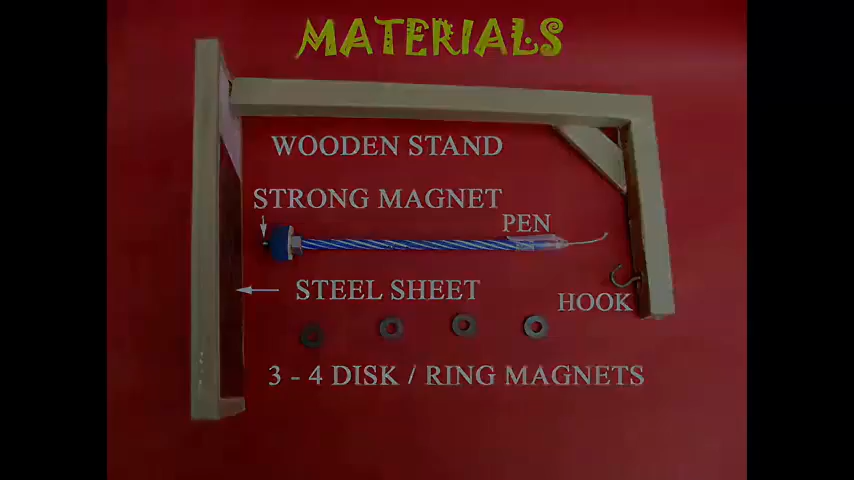 MATERIALS
WOODEN STAND
STRONG MAGNET
PEN
STEEL SHEET
HOOK
3 - 4 DISK / RING MAGNETS